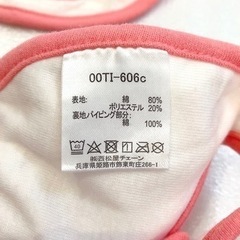 00TI-606c
表地: 綿 80%
ポリエステル 20%
裏地パイピング部分:
綿 100%
40
㈱西松屋チェーン
兵庫県姫路市飾東町庄266-1